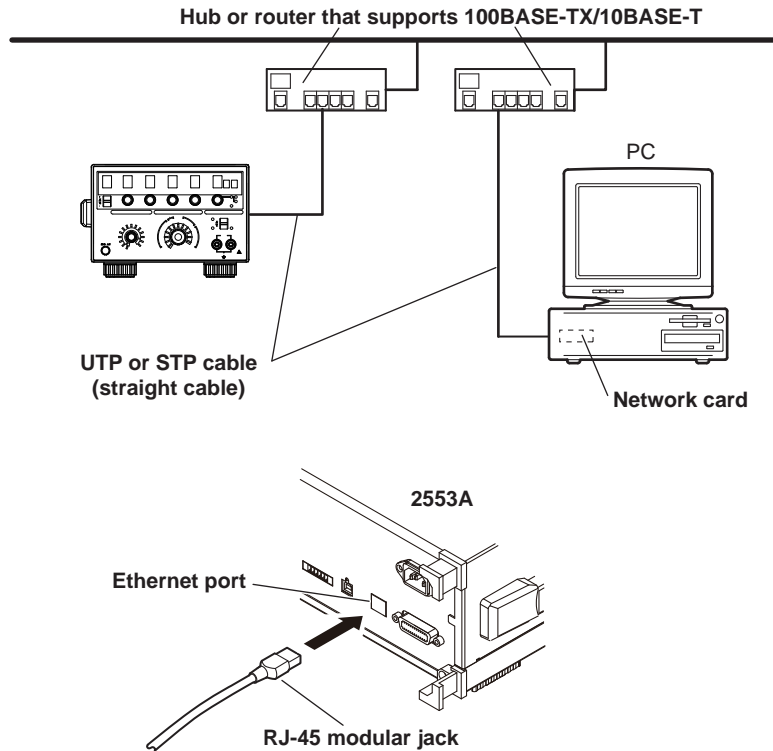 Hub or router that supports 100BASE-TX/10BASE-T
PC
UTP or STP cable
(straight cable)
Network card
2553A
Ethernet port
RJ-45 modular jack